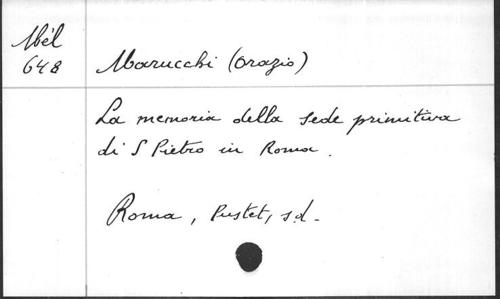 Mél
648
Marucchi (Orazio)
La memoria della sede primitiva
di S Pietro in Roma.
Roma, Pustet, s.d.